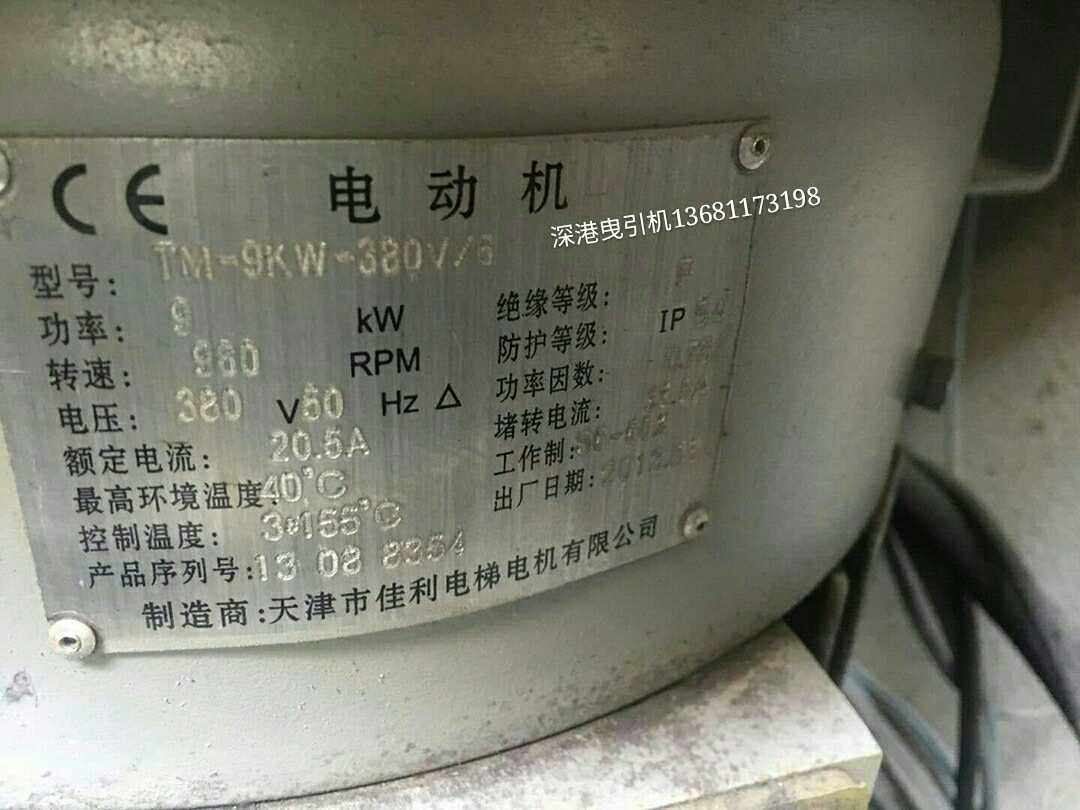 CE 电动机
深港曳引机13681173198
型号: TM-9KW-380V/6
功率: 9 kW
转速: 960 RPM
电压: 380 V 50 Hz △
额定电流: 20.5A
最高环境温度: 40°C
控制温度: 155°C
产品序列号: 13 08 8354
绝缘等级: F
防护等级: IP
功率因数:
堵转电流:
工作制:
出厂日期:
制造商:天津市佳利电梯电机有限公司